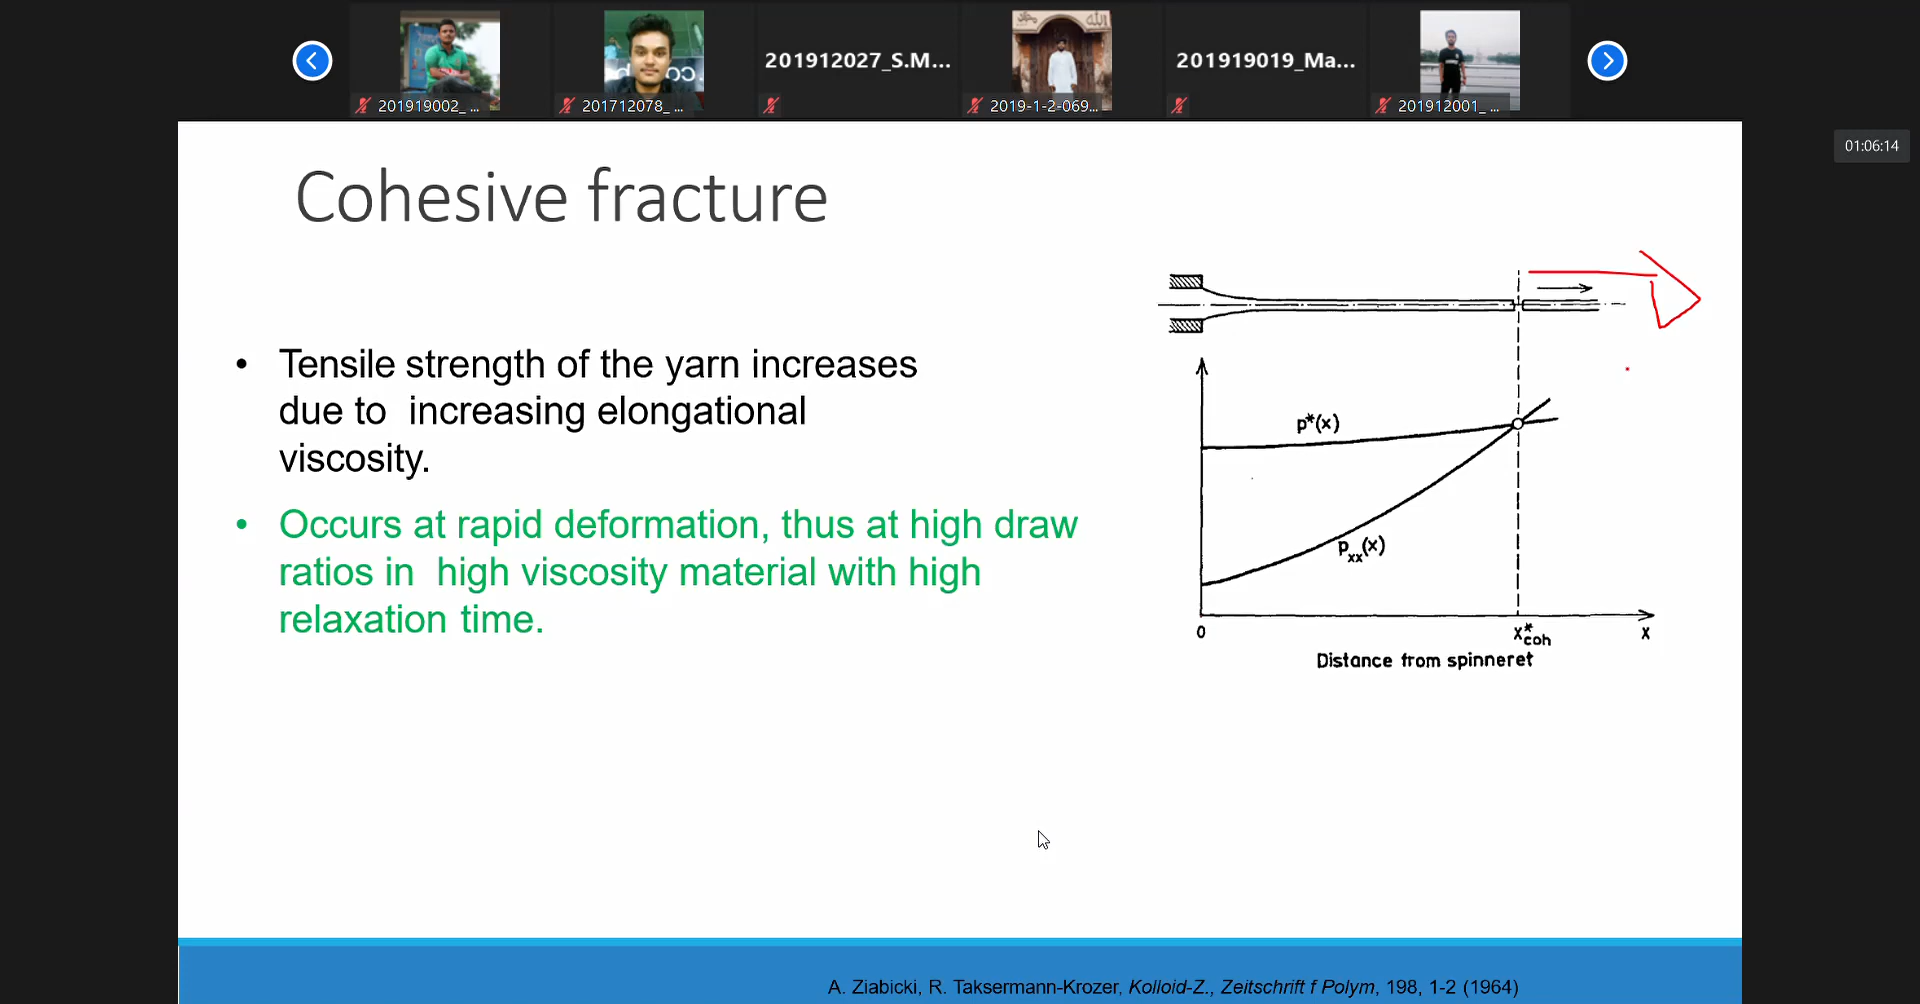 201912027_S.M...
201919019_Ma...
201919002_ ...
201712078_ ...
2019-1-2-069...
201912001_ ...
01:06:14
Cohesive fracture
• Tensile strength of the yarn increases
due to increasing elongational
viscosity.
• Occurs at rapid deformation, thus at high draw
ratios in high viscosity material with high
relaxation time.
p*(x)
pxx(x)
0
x*coh
x
Distance from spinneret
A. Ziabicki, R. Taksermann-Krozer, Kolloid-Z., Zeitschrift f Polym, 198, 1-2 (1964)